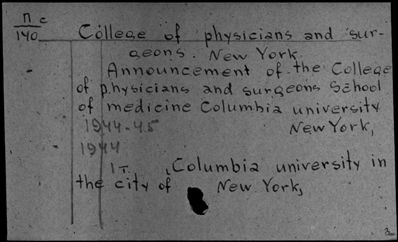 n c
140 College of physicians and sur-
geons. New York.
Announcement of the College
of physicians and surgeons School
of medicine Columbia university
1944-45 New York,
1944
1T. Columbia university in
the city of New York,